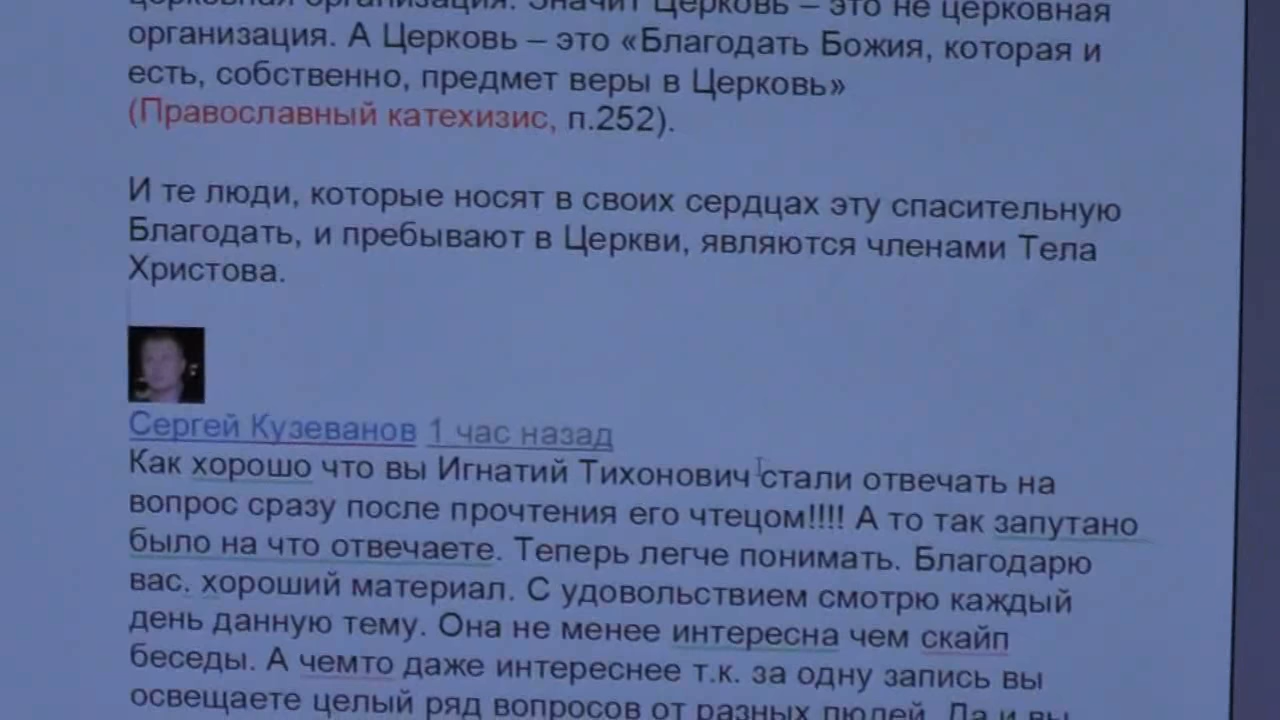 церковная организация. Значит Церковь – это не церковная
организация. А Церковь – это «Благодать Божия, которая и
есть, собственно, предмет веры в Церковь»
(Православный катехизис, п.252).
И те люди, которые носят в своих сердцах эту спасительную
Благодать, и пребывают в Церкви, являются членами Тела
Христова.
Сергей Кузеванов 1 час назад
Как хорошо что вы Игнатий Тихонович стали отвечать на
вопрос сразу после прочтения его чтецом!!!! А то так запутано
было на что отвечаете. Теперь легче понимать. Благодарю
вас. хороший материал. С удовольствием смотрю каждый
день данную тему. Она не менее интересна чем скайп
беседы. А чемто даже интереснее т.к. за одну запись вы
освещаете целый ряд вопросов от разных людей. Да и вы